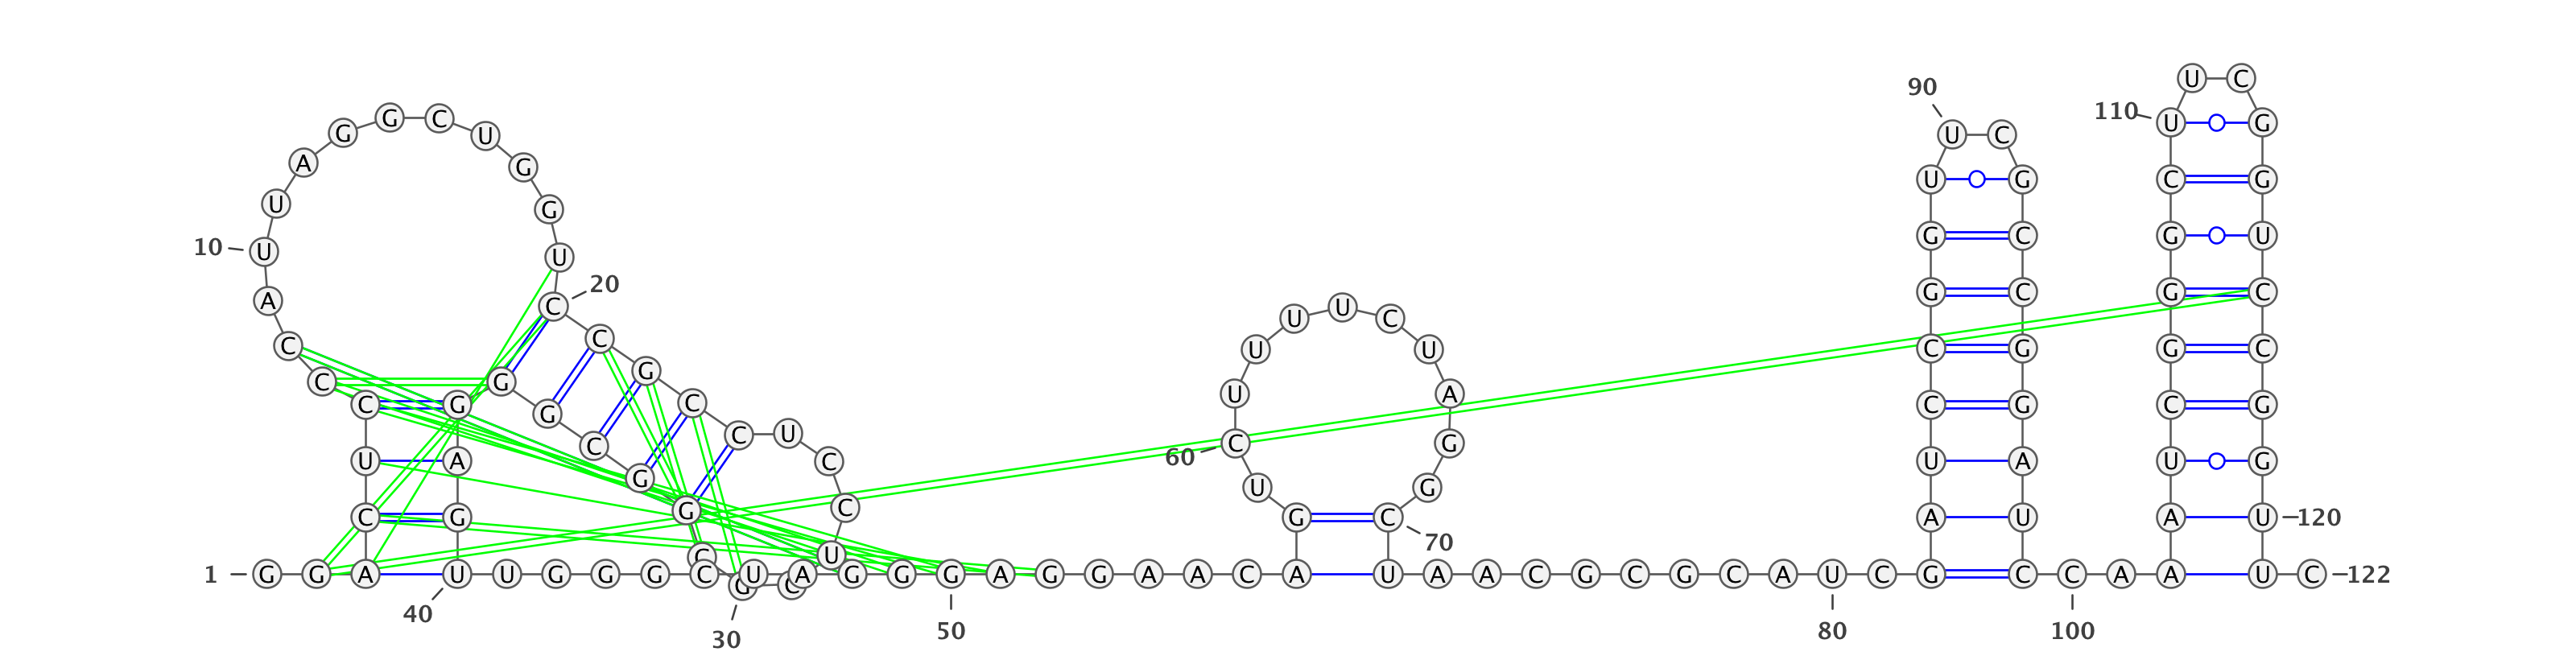 1
G G A C U C C C A U
10
U A G G C U G G U C
20
C G C C U C C U C G
30
C G G C G G G A G U
40
U G G G C U A G G G
50
A G G A A C A G U C
60
U U U U C U A G G C
70
U A A C G C G C A U
80
C G A U C C G G U U
90
C G C C G G A U C C
100
A A A U C G G G C U
110
U C G G U C C G G U
120
U C
122